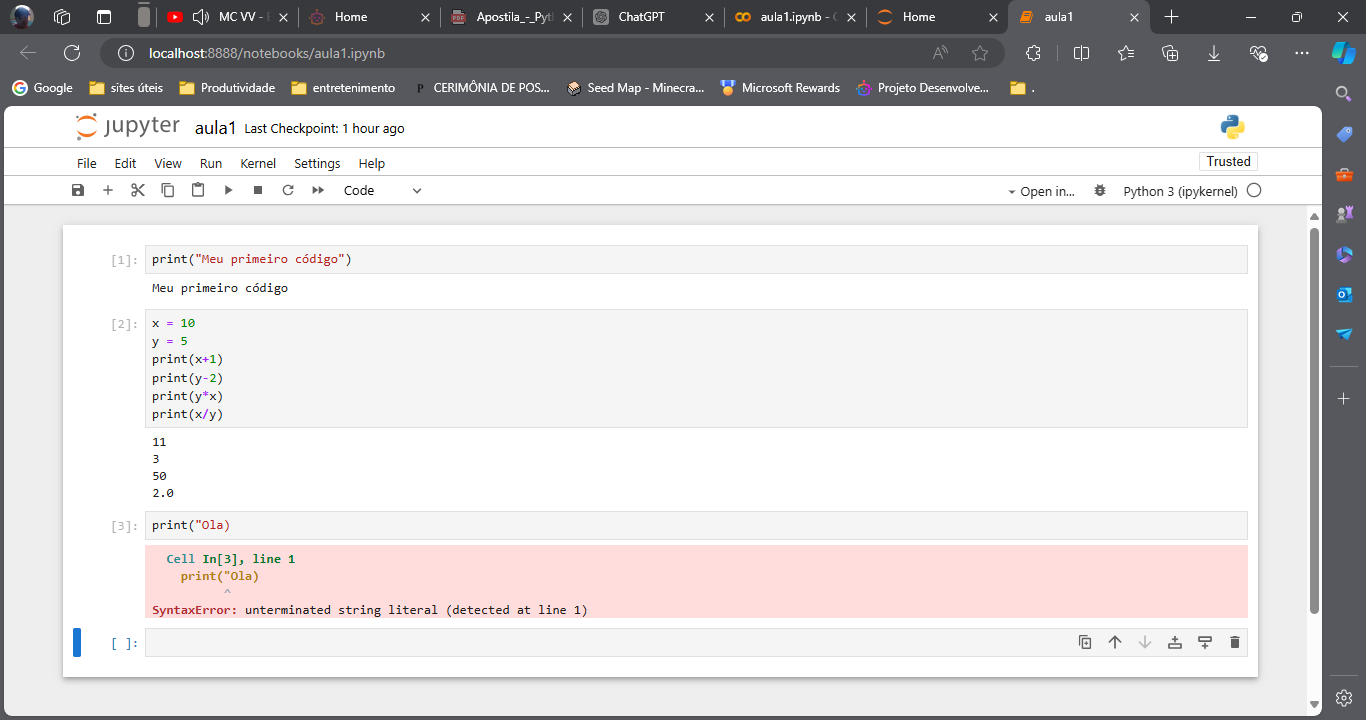 MC VV -
Home
Apostila_-_Pyt
ChatGPT
aula1.ipynb - C
Home
aula1
localhost:8888/notebooks/aula1.ipynb
Google
sites úteis
Produtividade
entretenimento
P CERIMÔNIA DE POS...
Seed Map - Minecra...
Microsoft Rewards
Projeto Desenvolve...
.
jupyter aula1 Last Checkpoint: 1 hour ago
File Edit View Run Kernel Settings Help
Trusted
Code
Open in...
Python 3 (ipykernel)
[1]: print("Meu primeiro código")
Meu primeiro código
[2]: x = 10
y = 5
print(x+1)
print(y-2)
print(y*x)
print(x/y)
11
3
50
2.0
[3]: print("Ola)
Cell In[3], line 1
print("Ola)
^
SyntaxError: unterminated string literal (detected at line 1)
[ ]: